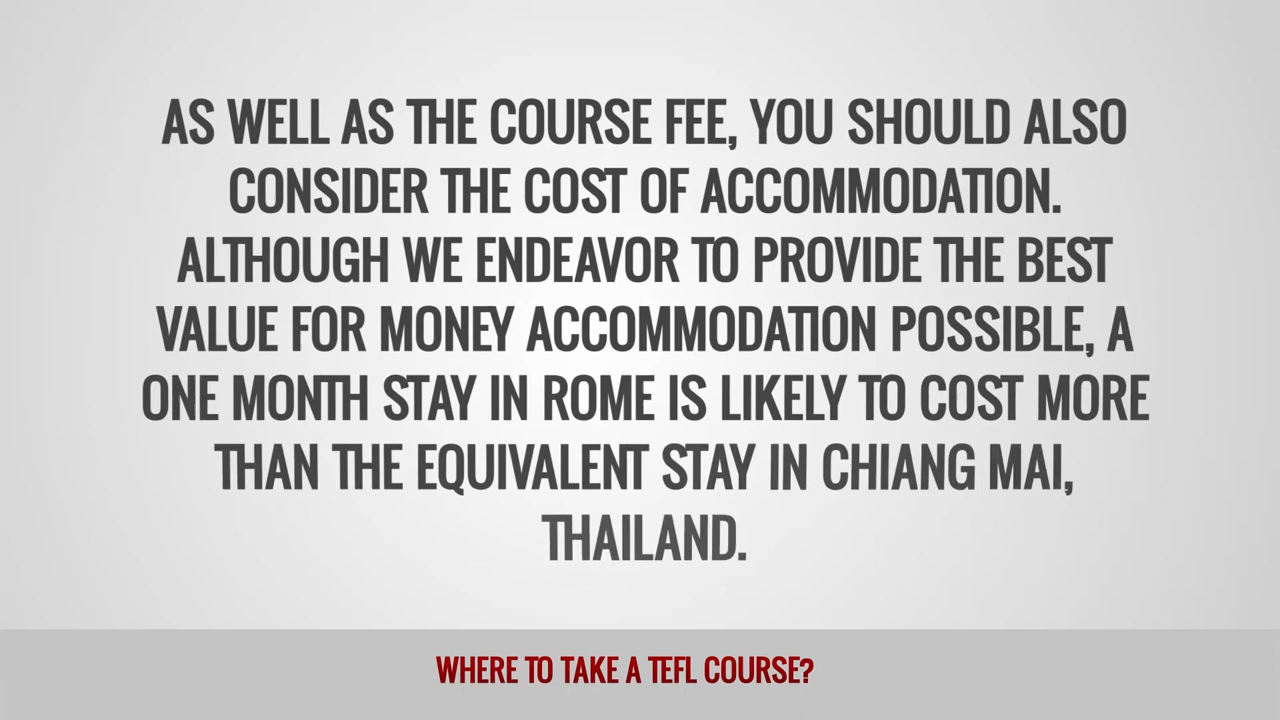 AS WELL AS THE COURSE FEE, YOU SHOULD ALSO
CONSIDER THE COST OF ACCOMMODATION.
ALTHOUGH WE ENDEAVOR TO PROVIDE THE BEST
VALUE FOR MONEY ACCOMMODATION POSSIBLE, A
ONE MONTH STAY IN ROME IS LIKELY TO COST MORE
THAN THE EQUIVALENT STAY IN CHIANG MAI,
THAILAND.
WHERE TO TAKE A TEFL COURSE?